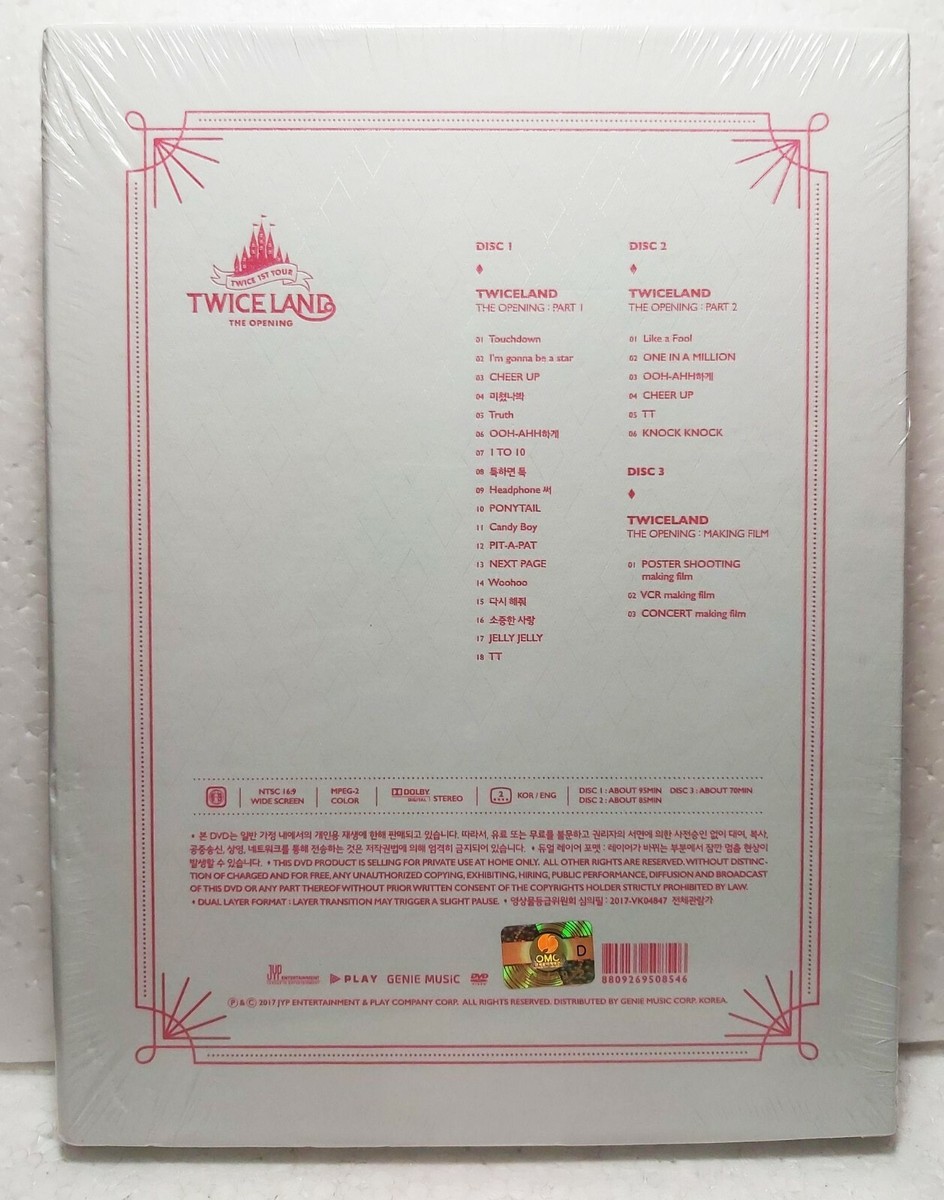 TWICE 1ST TOUR
TWICELAND
THE OPENING
DISC 1
TWICELAND
THE OPENING : PART 1
01 Touchdown
02 I'm gonna be a star
03 CHEER UP
04 미쳤나봐
05 Truth
06 OOH-AHH하게
07 1 TO 10
08 툭하면 톡
09 Headphone 써
10 PONYTAIL
11 Candy Boy
12 PIT-A-PAT
13 NEXT PAGE
14 Woohoo
15 다시 해줘
16 소중한 사랑
17 JELLY JELLY
18 TT
DISC 2
TWICELAND
THE OPENING : PART 2
01 Like a Fool
02 ONE IN A MILLION
03 OOH-AHH하게
04 CHEER UP
05 TT
06 KNOCK KNOCK
DISC 3
TWICELAND
THE OPENING : MAKING FILM
01 POSTER SHOOTING
making film
02 VCR making film
03 CONCERT making film
NTSC 16:9
WIDE SCREEN
MPEG-2
COLOR
DOLBY
DIGITAL STEREO
2
KOR / ENG
DISC 1 : ABOUT 95MIN DISC 3 : ABOUT 70MIN
DISC 2 : ABOUT 85MIN
• 본 DVD는 일반 가정 내에서의 개인용 재생에 한해 판매되고 있습니다. 따라서, 유료 또는 무료를 불문하고 권리자의 서면에 의한 사전승인 없이 대여, 복사,
공중송신, 상영, 네트워크를 통해 전송하는 것은 저작권법에 의해 엄격히 금지되어 있습니다. • 듀얼 레이어 포맷 : 레이어가 바뀌는 부분에서 잠깐 멈춤 현상이
발생할 수 있습니다. • THIS DVD PRODUCT IS SELLING FOR PRIVATE USE AT HOME ONLY. ALL OTHER RIGHTS ARE RESERVED. WITHOUT DISTINC-
TION OF CHARGED AND FOR FREE, ANY UNAUTHORIZED COPYING, EXHIBITING, HIRING, PUBLIC PERFORMANCE, DIFFUSION AND BROADCAST
OF THIS DVD OR ANY PART THEREOF WITHOUT PRIOR WRITTEN CONSENT OF THE COPYRIGHTS HOLDER STRICTLY PROHIBITED BY LAW.
• DUAL LAYER FORMAT : LAYER TRANSITION MAY TRIGGER A SLIGHT PAUSE. • 영상물등급위원회 심의필 : 2017-VK04847 전체관람가
JYP ENTERTAINMENT
PLAY
GENIE MUSIC
DVD
VIDEO
OMC
D
8809269508546
Ⓟ & Ⓒ 2017 JYP ENTERTAINMENT & PLAY COMPANY CORP. ALL RIGHTS RESERVED. DISTRIBUTED BY GENIE MUSIC CORP. KOREA.